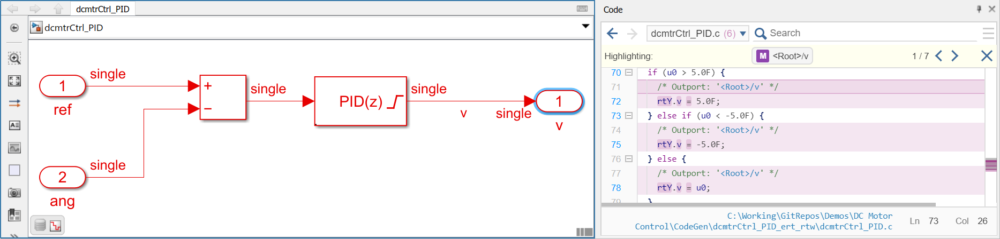 dcmtrCtrl_PID
dcmtrCtrl_PID
single
1
ref
single
2
ang
+
−
single
PID(z)
single
v
single
1
v
Code
dcmtrCtrl_PID.c (6)
Search
Highlighting:
M <Root>/v
1 / 7
70 if (u0 > 5.0F) {
71 /* Outport: '<Root>/v' */
72 rtY.v = 5.0F;
73 } else if (u0 < -5.0F) {
74 /* Outport: '<Root>/v' */
75 rtY.v = -5.0F;
76 } else {
77 /* Outport: '<Root>/v' */
78 rtY.v = u0;
79 }
C:\Working\GitRepos\Demos\DC Motor
Control\CodeGen\dcmtrCtrl_PID_ert_rtw\dcmtrCtrl_PID.c
Ln 73 Col 26